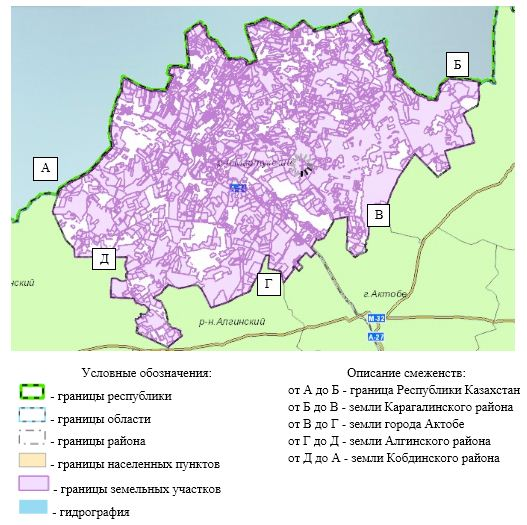 Б
А
В
Д
Г
нский
г.Актобе
р-н.Алгинский
М-32
А-27
Условные обозначения:
- границы республики
- границы области
- границы района
- границы населенных пунктов
- границы земельных участков
- гидрография
Описание смеженств:
от А до Б - граница Республики Казахстан
от Б до В - земли Карагалинского района
от В до Г - земли города Актобе
от Г до Д - земли Алгинского района
от Д до А - земли Кобдинского района